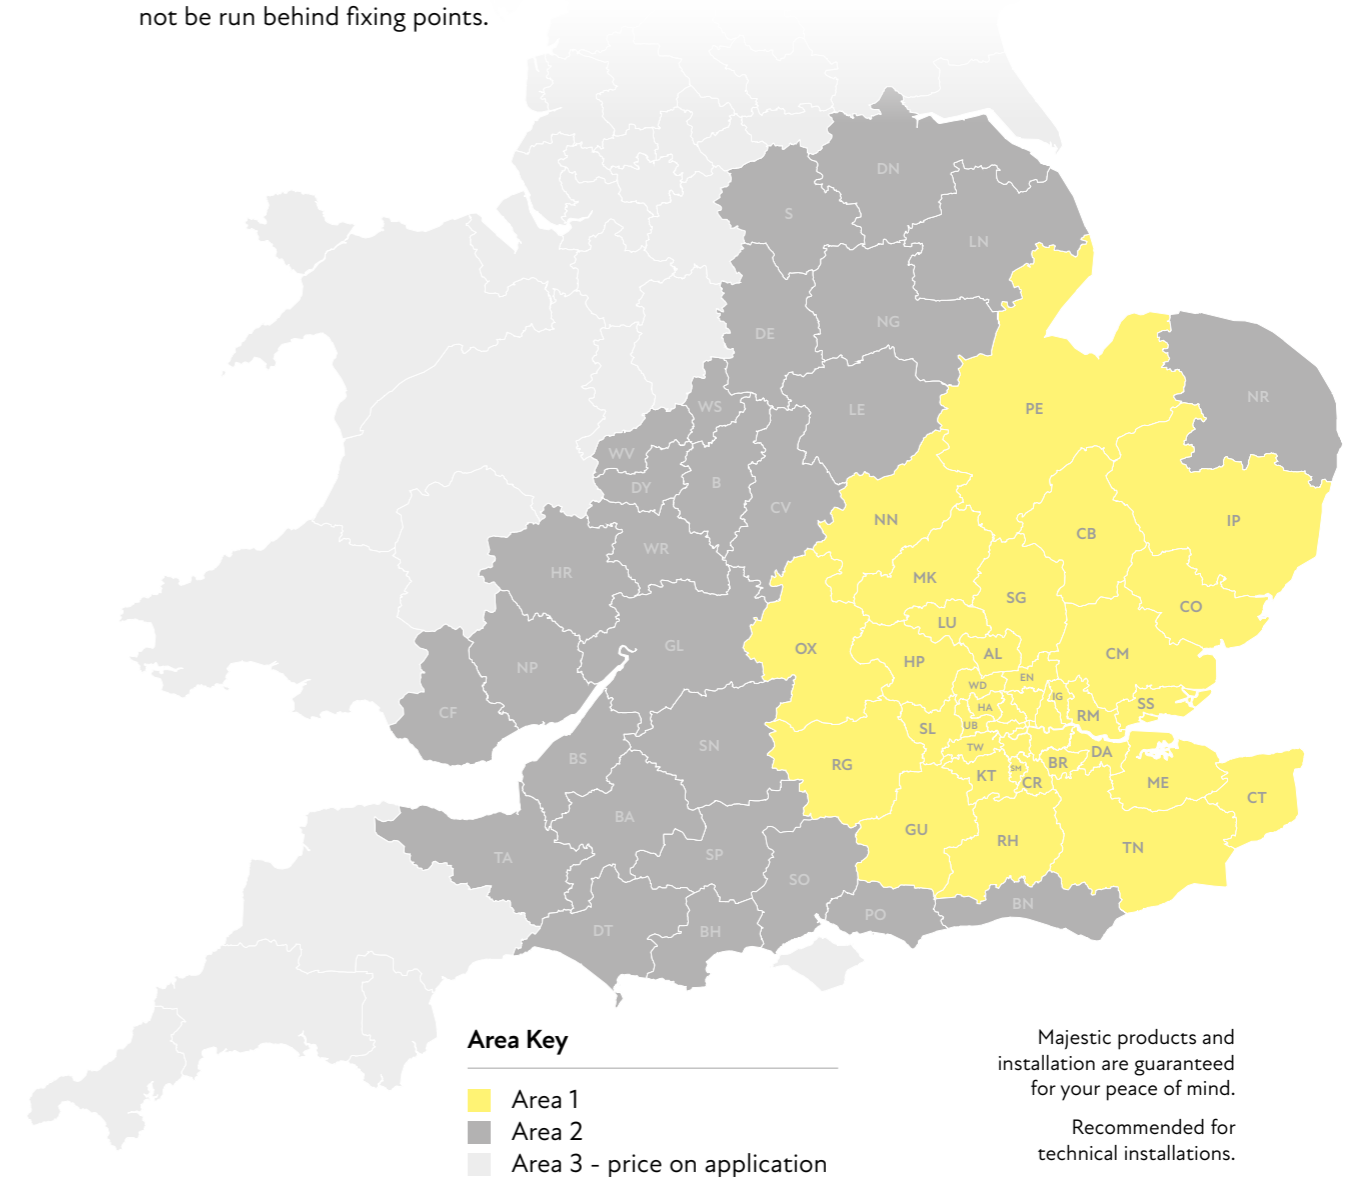 not be run behind fixing points.
DN
S
LN
NG
DE
NR
WS
LE
PE
WV
DY
B
CV
NN
IP
CB
WR
HR
MK
SG
CO
LU
GL
OX
AL
CM
HP
NP
EN
WD
IG
SS
HA
RM
CF
UB
SL
SN
TW
DA
BS
RG
BR
KT
SM
CR
ME
CT
BA
GU
RH
TN
SP
TA
SO
BN
PO
DT
BH
Area Key
Area 1
Area 2
Area 3 - price on application
Majestic products and
installation are guaranteed
for your peace of mind.
Recommended for
technical installations.